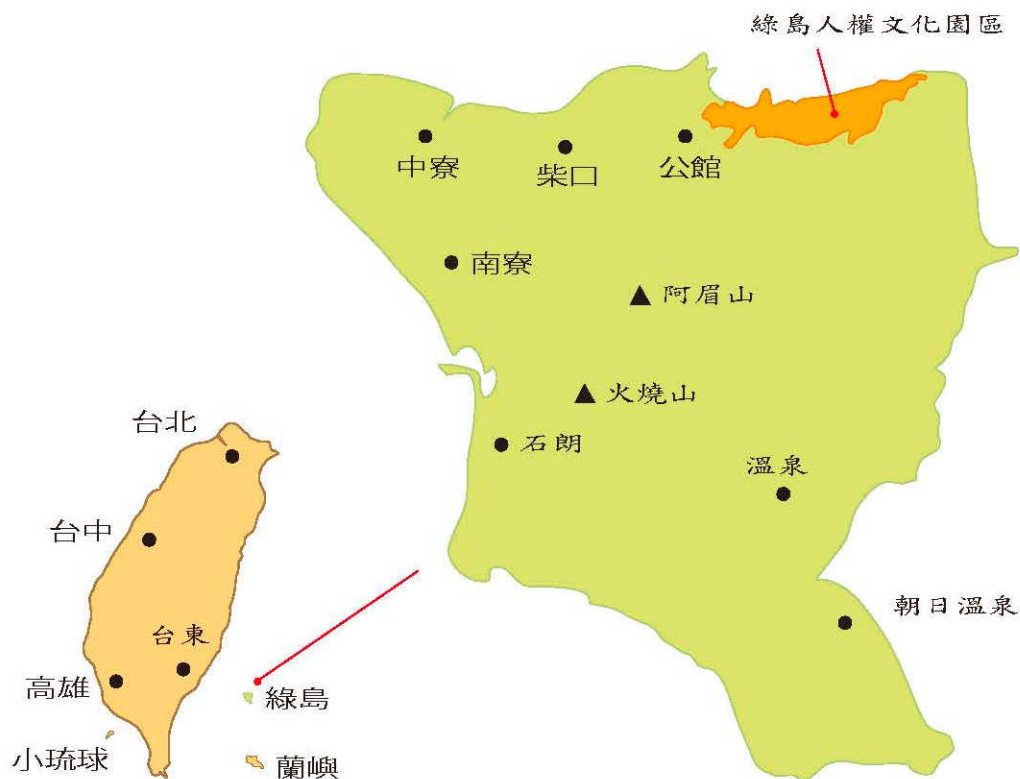 綠島人權文化園區
中寮
柴口
公館
南寮
阿眉山
火燒山
石朗
溫泉
朝日溫泉
台北
台中
台東
高雄
綠島
小琉球
蘭嶼